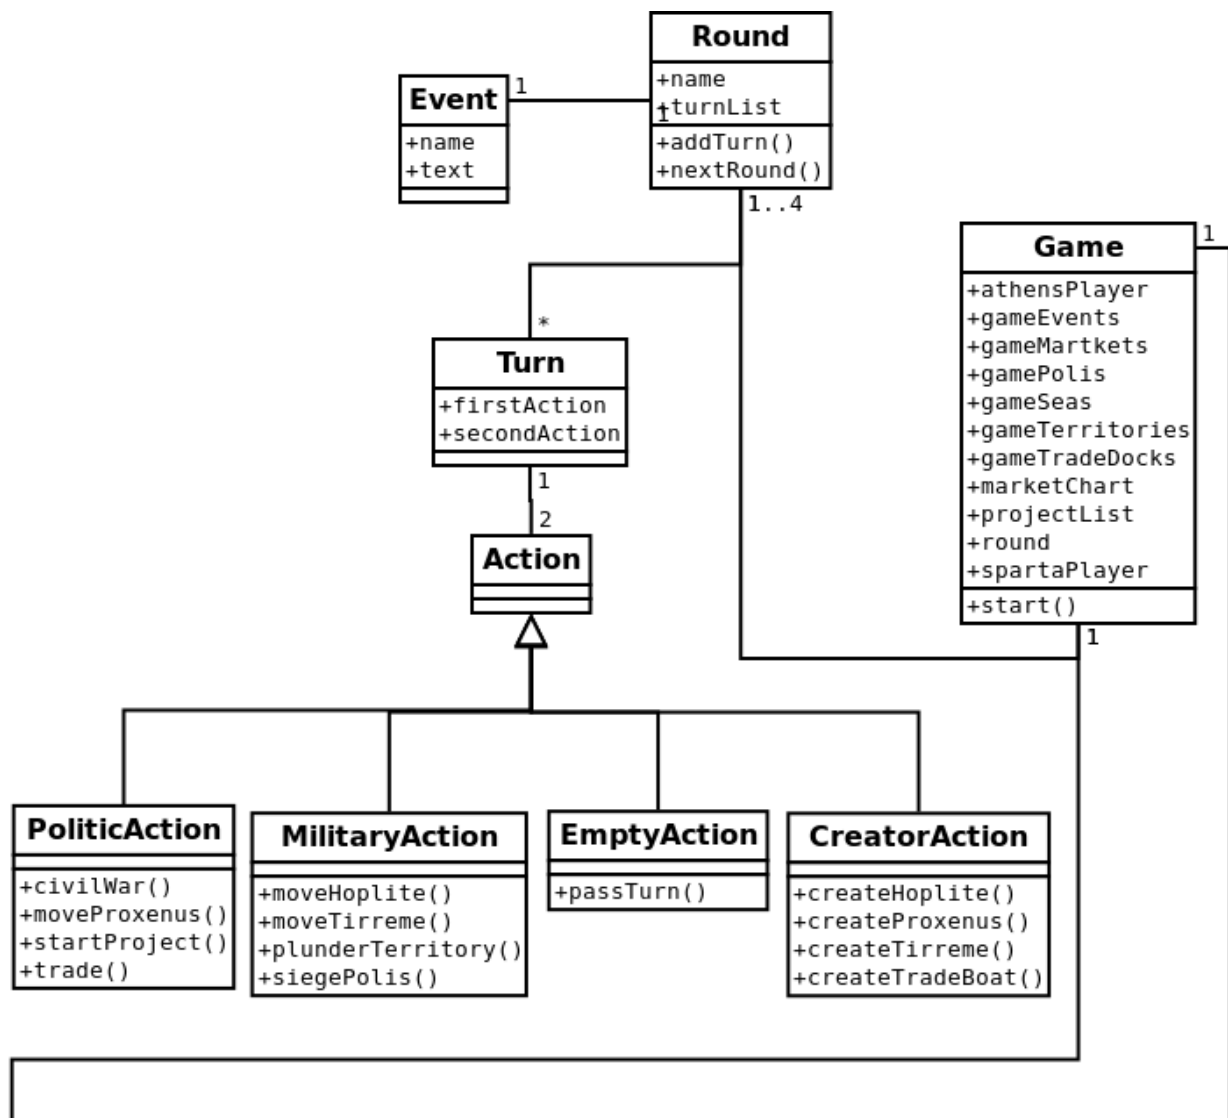 Round
+name
+turnList
+addTurn()
+nextRound()
1..4
Event
+name
+text
1
1
Game
+athensPlayer
+gameEvents
+gameMartkets
+gamePolis
+gameSeas
+gameTerritories
+gameTradeDocks
+marketChart
+projectList
+round
+spartaPlayer
+start()
1
1
*
Turn
+firstAction
+secondAction
1
2
Action
PoliticAction
+civilWar()
+moveProxenus()
+startProject()
+trade()
MilitaryAction
+moveHoplite()
+moveTirreme()
+plunderTerritory()
+siegePolis()
EmptyAction
+passTurn()
CreatorAction
+createHoplite()
+createProxenus()
+createTirreme()
+createTradeBoat()